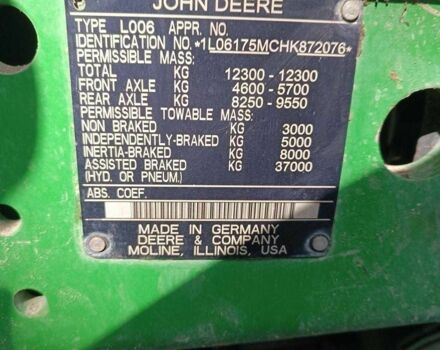 JOHN DEERE
TYPE L006 APPR. NO.
IDENTIFICATION NO. *1L06175MCHK872076*
PERMISSIBLE MASS:
TOTAL KG 12300 - 12300
FRONT AXLE KG 4600 - 5700
REAR AXLE KG 8250 - 9550
PERMISSIBLE TOWABLE MASS:
NON BRAKED KG 3000
INDEPENDENTLY-BRAKED KG 5000
INERTIA-BRAKED KG 8000
ASSISTED BRAKED KG 37000
(HYD. OR PNEUM.)
ABS. COEF.
MADE IN GERMANY
DEERE & COMPANY
MOLINE, ILLINOIS, USA